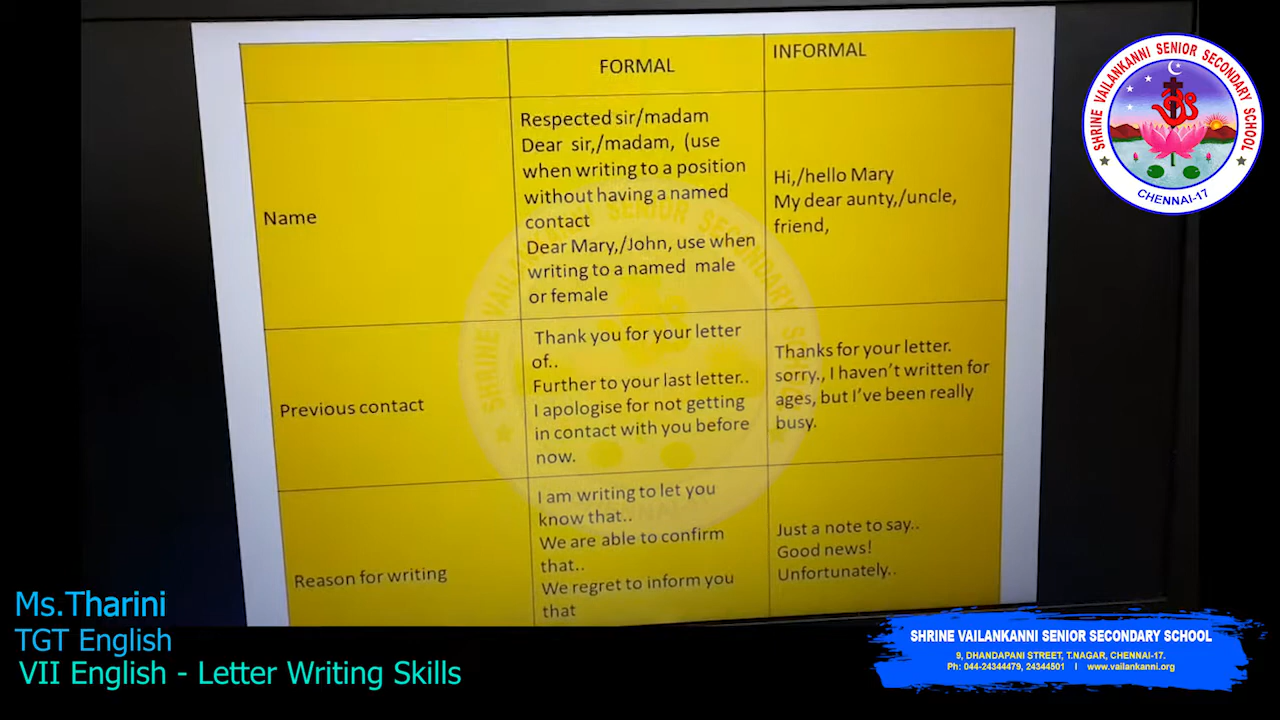 FORMAL
INFORMAL
Name
Respected sir/madam
Dear sir,/madam, (use
when writing to a position
without having a named
contact
Dear Mary,/John, use when
writing to a named male
or female
Hi,/hello Mary
My dear aunty,/uncle,
friend,
Previous contact
Thank you for your letter
of..
Further to your last letter..
I apologise for not getting
in contact with you before
now.
Thanks for your letter.
sorry., I haven't written for
ages, but I've been really
busy.
Reason for writing
I am writing to let you
know that..
We are able to confirm
that..
We regret to inform you
that
Just a note to say..
Good news!
Unfortunately..
SHRINE VAILANKANNI SENIOR SECONDARY SCHOOL
CHENNAI-17
SHRINE VAILANKANNI SENIOR SECONDARY SCHOOL
CHENNAI-17
Ms.Tharini
TGT English
VII English - Letter Writing Skills
SHRINE VAILANKANNI SENIOR SECONDARY SCHOOL
9, DHANDAPANI STREET, T.NAGAR, CHENNAI-17.
Ph: 044-24344479, 24344501 I www.vailankanni.org